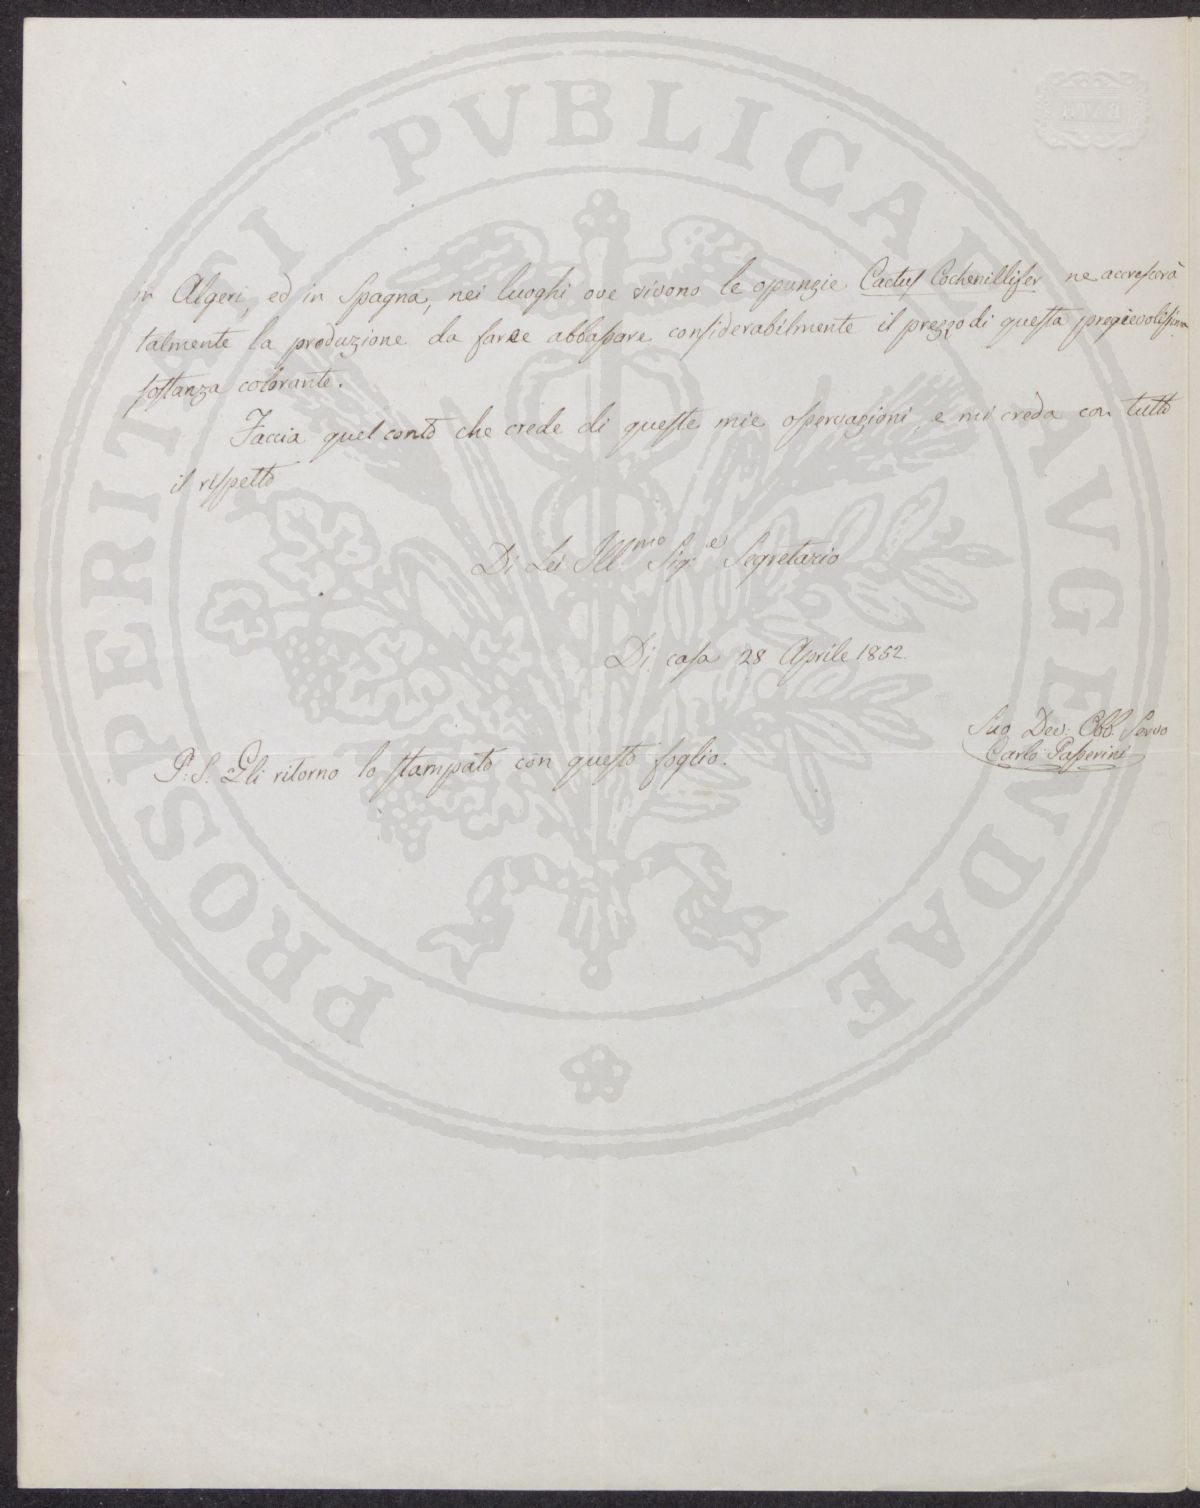 PROSPERITATI PVBLICAE AVGENDAE
in Algeri, ed in Spagna, nei luoghi ove vivono le opunzie Cactus Cochenillifer ne accrescerà
talmente la produzione da farne abbassare considerabilmente il prezzo di questa pregievolissima
sostanza colorante.
Faccia quel conto che crede di queste mie osservazioni, e mi creda con tutto
il rispetto
Di Lei Ill.mo Sig.e Segretario
Di casa 28 Aprile 1852.
Suo Dev. Obb. Servo
Carlo Passerini
P. S. Gli ritorno lo stampato con questo foglio.